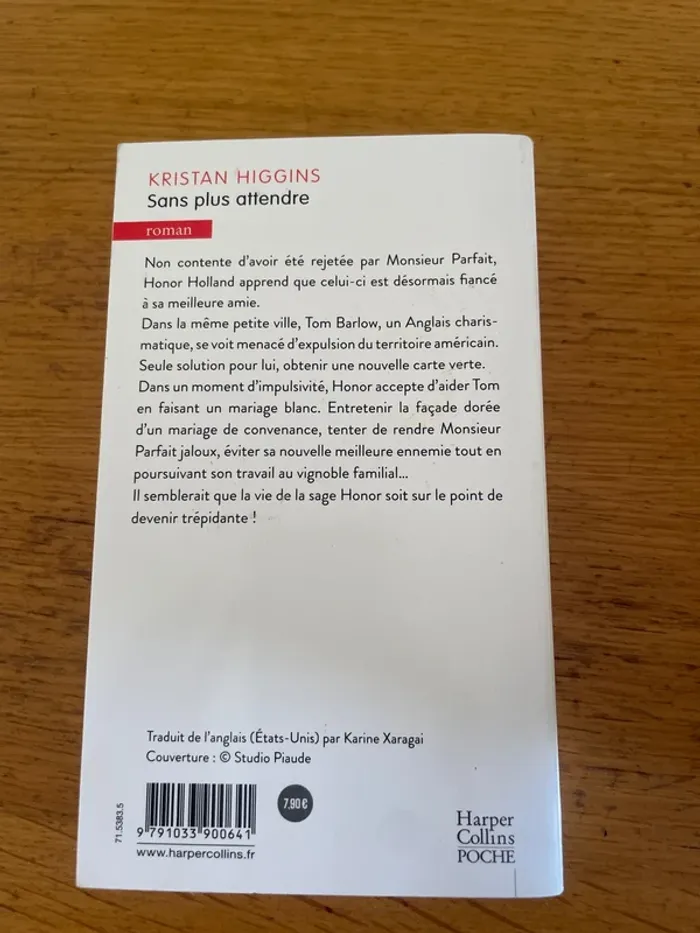 KRISTAN HIGGINS
Sans plus attendre
roman
Non contente d'avoir été rejetée par Monsieur Parfait,
Honor Holland apprend que celui-ci est désormais fiancé
à sa meilleure amie.
Dans la même petite ville, Tom Barlow, un Anglais charis-
matique, se voit menacé d'expulsion du territoire américain.
Seule solution pour lui, obtenir une nouvelle carte verte.
Dans un moment d'impulsivité, Honor accepte d'aider Tom
en faisant un mariage blanc. Entretenir la façade dorée
d'un mariage de convenance, tenter de rendre Monsieur
Parfait jaloux, éviter sa nouvelle meilleure ennemie tout en
poursuivant son travail au vignoble familial...
Il semblerait que la vie de la sage Honor soit sur le point de
devenir trépidante !
Traduit de l'anglais (États-Unis) par Karine Xaragai
Couverture : © Studio Piaude
71.5383.5
7,90 €
9 791033 900641
www.harpercollins.fr
Harper
Collins
POCHE